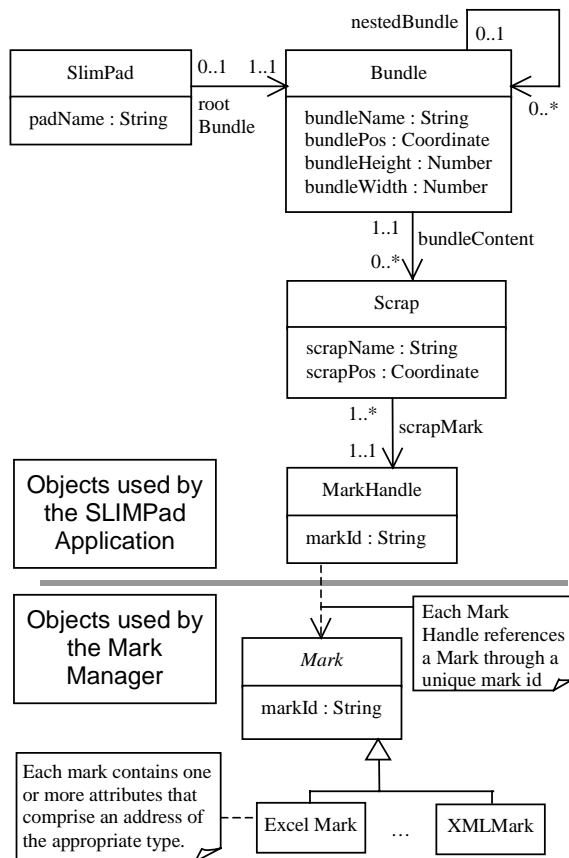 nestedBundle
0..1
SlimPad
0..1
1..1
Bundle
padName : String
root
Bundle
bundleName : String
bundlePos : Coordinate
bundleHeight : Number
bundleWidth : Number
0..*
1..1
bundleContent
0..*
Scrap
scrapName : String
scrapPos : Coordinate
1..*
scrapMark
1..1
MarkHandle
markId : String
Objects used by
the SLIMPad
Application
Objects used by
the Mark
Manager
Each Mark
Handle references
a Mark through a
unique mark id
Mark
markId : String
Each mark contains one
or more attributes that
comprise an address of
the appropriate type.
Excel Mark
...
XMLMark